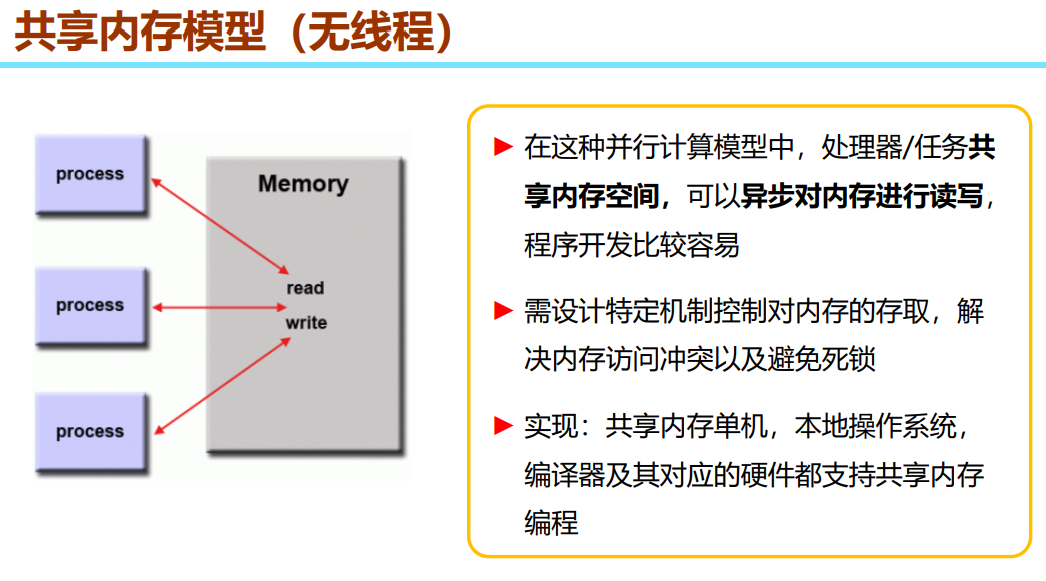 共享内存模型（无线程）
process
process
process
Memory
read
write
在这种并行计算模型中，处理器/任务共
享内存空间，可以异步对内存进行读写，
程序开发比较容易
需设计特定机制控制对内存的存取，解
决内存访问冲突以及避免死锁
实现：共享内存单机，本地操作系统，
编译器及其对应的硬件都支持共享内存
编程